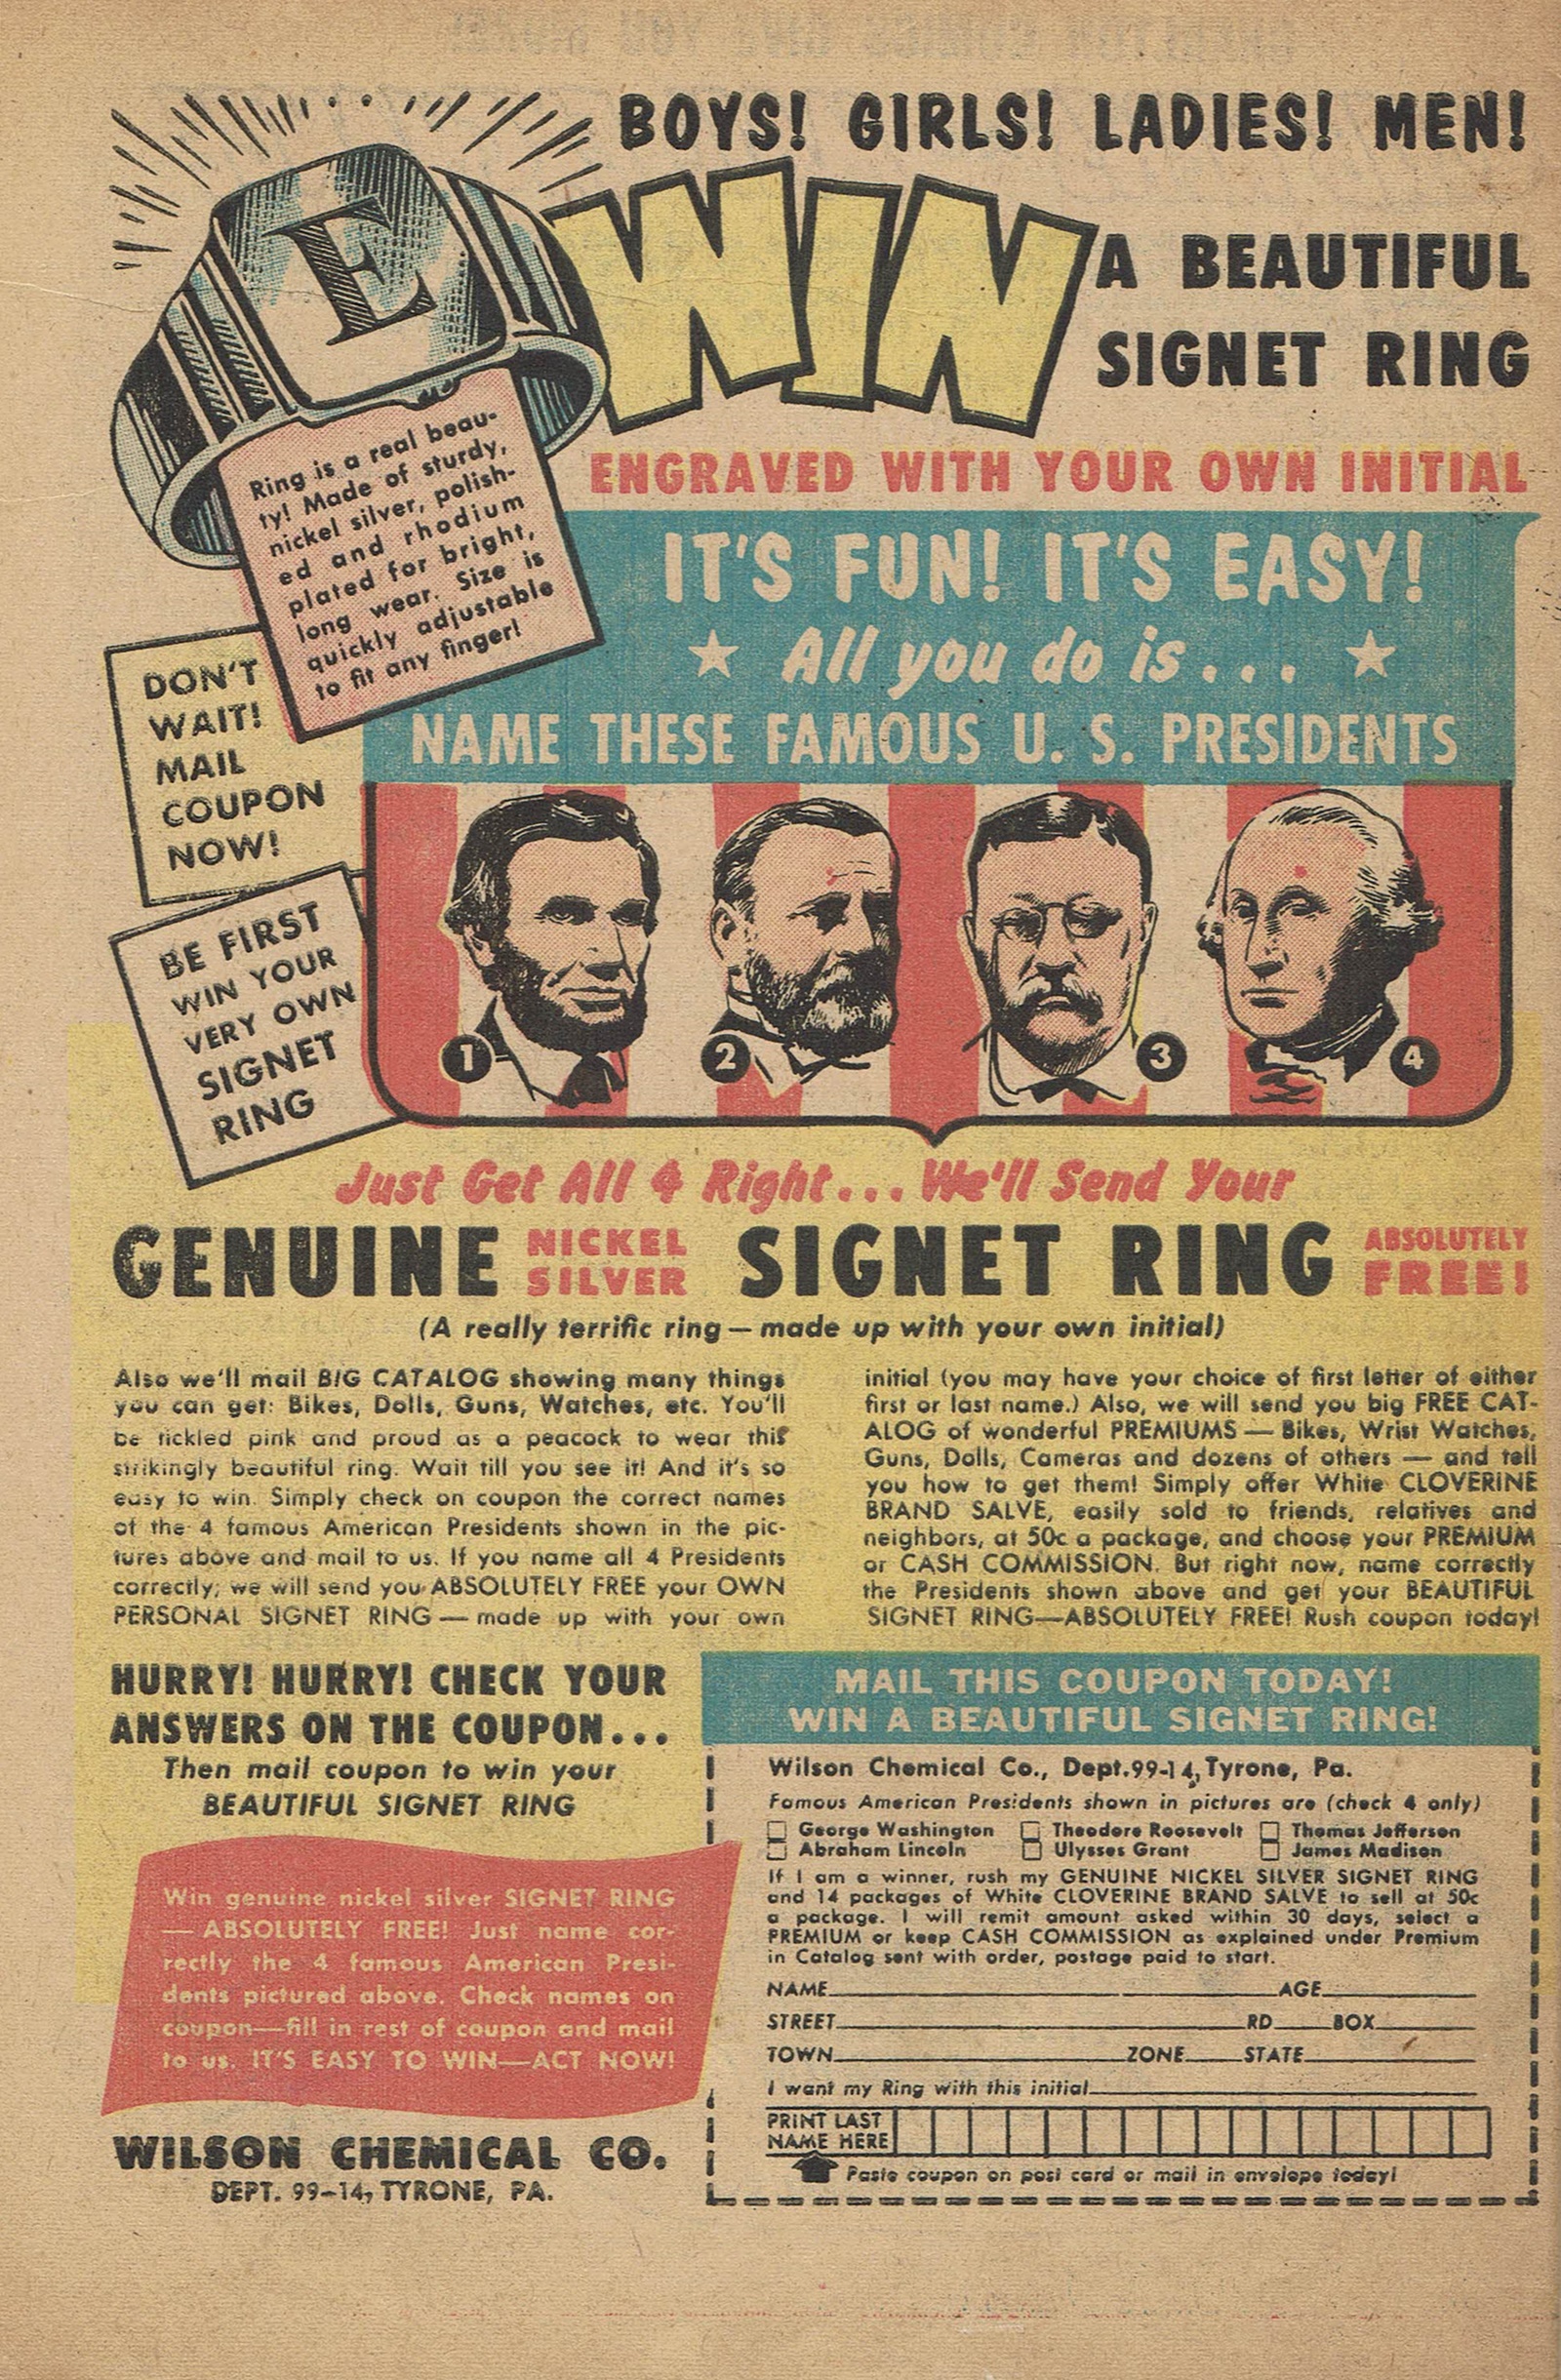 BOYS! GIRLS! LADIES! MEN!
WIN
A BEAUTIFUL
SIGNET RING
E
ENGRAVED WITH YOUR OWN INITIAL
Ring is a real beau-
ty! Made of sturdy,
nickel silver, polish-
ed and rhodium
plated for bright,
long wear. Size is
quickly adjustable
to fit any finger!
IT'S FUN! IT'S EASY!
All you do is...
NAME THESE FAMOUS U. S. PRESIDENTS
DON'T
WAIT!
MAIL
COUPON
NOW!
BE FIRST
WIN YOUR
VERY OWN
SIGNET
RING
1
2
3
4
Just Get All 4 Right... We'll Send Your
GENUINE NICKEL SILVER SIGNET RING ABSOLUTELY FREE!
(A really terrific ring—made up with your own initial)
Also we'll mail BIG CATALOG showing many things
you can get: Bikes, Dolls, Guns, Watches, etc. You'll
be tickled pink and proud as a peacock to wear this
strikingly beautiful ring. Wait till you see it! And it's so
easy to win. Simply check on coupon the correct names
of the 4 famous American Presidents shown in the pic-
tures above and mail to us. If you name all 4 Presidents
correctly, we will send you ABSOLUTELY FREE your OWN
PERSONAL SIGNET RING — made up with your own
initial (you may have your choice of first letter of either
first or last name.) Also, we will send you big FREE CAT-
ALOG of wonderful PREMIUMS — Bikes, Wrist Watches,
Guns, Dolls, Cameras and dozens of others — and tell
you how to get them! Simply offer White CLOVERINE
BRAND SALVE, easily sold to friends, relatives and
neighbors, at 50c a package, and choose your PREMIUM
or CASH COMMISSION. But right now, name correctly
the Presidents shown above and get your BEAUTIFUL
SIGNET RING—ABSOLUTELY FREE! Rush coupon today!
HURRY! HURRY! CHECK YOUR
ANSWERS ON THE COUPON...
Then mail coupon to win your
BEAUTIFUL SIGNET RING
Win genuine nickel silver SIGNET RING
— ABSOLUTELY FREE! Just name cor-
rectly the 4 famous American Presi-
dents pictured above. Check names on
coupon—fill in rest of coupon and mail
to us. IT'S EASY TO WIN—ACT NOW!
WILSON CHEMICAL CO.
DEPT. 99-14, TYRONE, PA.
MAIL THIS COUPON TODAY!
WIN A BEAUTIFUL SIGNET RING!
Wilson Chemical Co., Dept.99-14, Tyrone, Pa.
Famous American Presidents shown in pictures are (check 4 only)
George Washington Theodore Roosevelt Thomas Jefferson
Abraham Lincoln Ulysses Grant James Madison
If I am a winner, rush my GENUINE NICKEL SILVER SIGNET RING
and 14 packages of White CLOVERINE BRAND SALVE to sell at 50c
a package. I will remit amount asked within 30 days, select a
PREMIUM or keep CASH COMMISSION as explained under Premium
in Catalog sent with order, postage paid to start.
NAME AGE
STREET RD BOX
TOWN ZONE STATE
I want my Ring with this initial
PRINT LAST
NAME HERE
Paste coupon on post card or mail in envelope today!